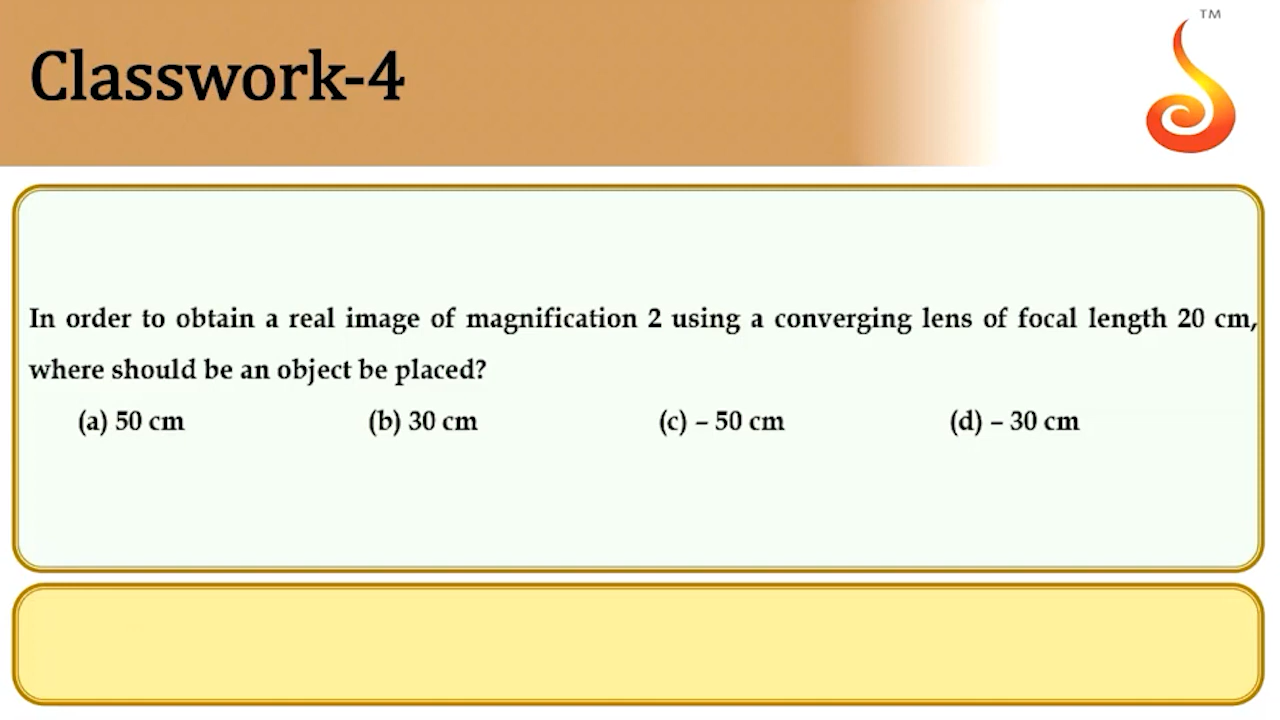 TM
Classwork-4
In order to obtain a real image of magnification 2 using a converging lens of focal length 20 cm,
where should be an object be placed?
(a) 50 cm (b) 30 cm (c) – 50 cm (d) – 30 cm